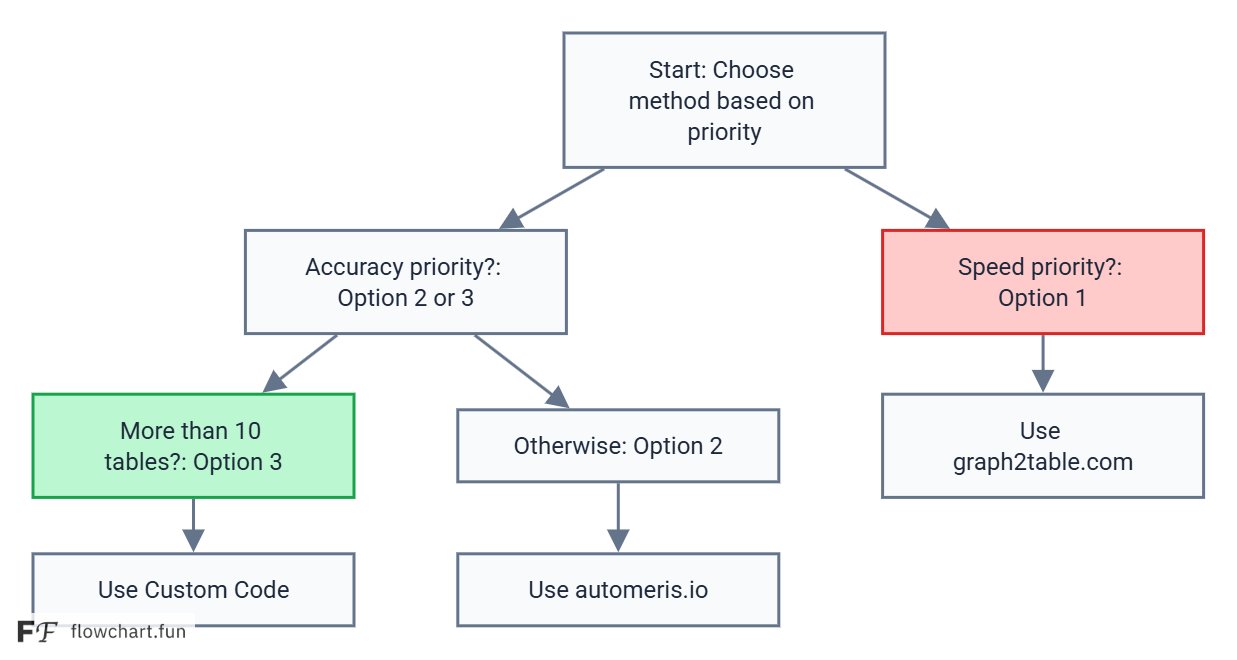 Start: Choose
method based on
priority
Accuracy priority?:
Option 2 or 3
Speed priority?:
Option 1
More than 10
tables?: Option 3
Otherwise: Option 2
Use
graph2table.com
Use Custom Code
Use automeris.io
FF flowchart.fun